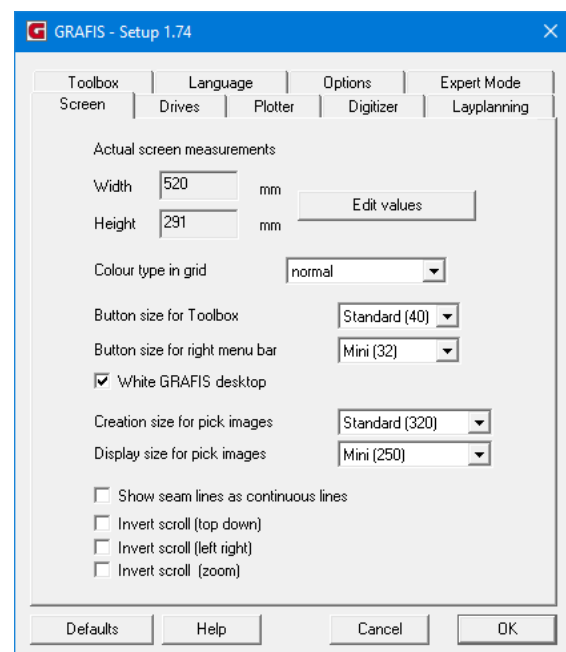 GRAFIS - Setup 1.74
Toolbox Language Options Expert Mode
Screen Drives Plotter Digitizer Layplanning
Actual screen measurements
Width 520 mm
Edit values
Height 291 mm
Colour type in grid normal
Button size for Toolbox Standard (40)
Button size for right menu bar Mini (32)
White GRAFIS desktop
Creation size for pick images Standard (320)
Display size for pick images Mini (250)
Show seam lines as continuous lines
Invert scroll (top down)
Invert scroll (left right)
Invert scroll (zoom)
Defaults Help Cancel OK